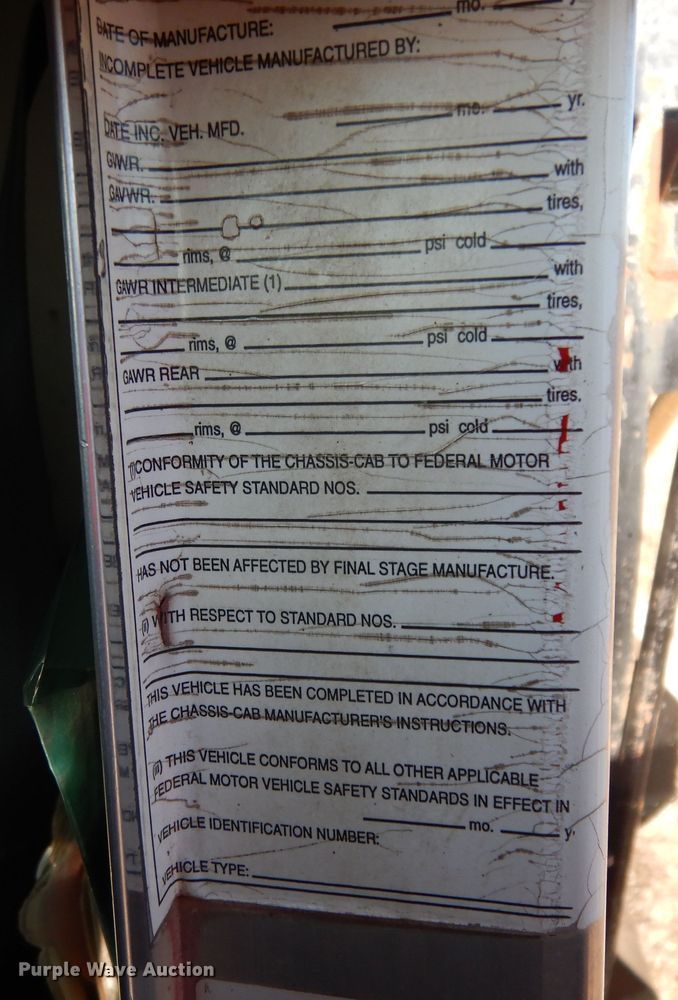 mo.
DATE OF MANUFACTURE:
INCOMPLETE VEHICLE MANUFACTURED BY:
mo. yr.
DATE INC. VEH. MFD.
GVWR. with
GAVWR. tires,
rims, @ psi cold
GAWR INTERMEDIATE (1) with
tires,
rims, @ psi cold
GAWR REAR with
tires.
rims, @ psi cold
CONFORMITY OF THE CHASSIS-CAB TO FEDERAL MOTOR
VEHICLE SAFETY STANDARD NOS.
HAS NOT BEEN AFFECTED BY FINAL STAGE MANUFACTURE.
(ii) WITH RESPECT TO STANDARD NOS.
THIS VEHICLE HAS BEEN COMPLETED IN ACCORDANCE WITH
THE CHASSIS-CAB MANUFACTURER'S INSTRUCTIONS.
(iii) THIS VEHICLE CONFORMS TO ALL OTHER APPLICABLE
FEDERAL MOTOR VEHICLE SAFETY STANDARDS IN EFFECT IN
mo. y.
VEHICLE IDENTIFICATION NUMBER:
VEHICLE TYPE:
Purple Wave Auction